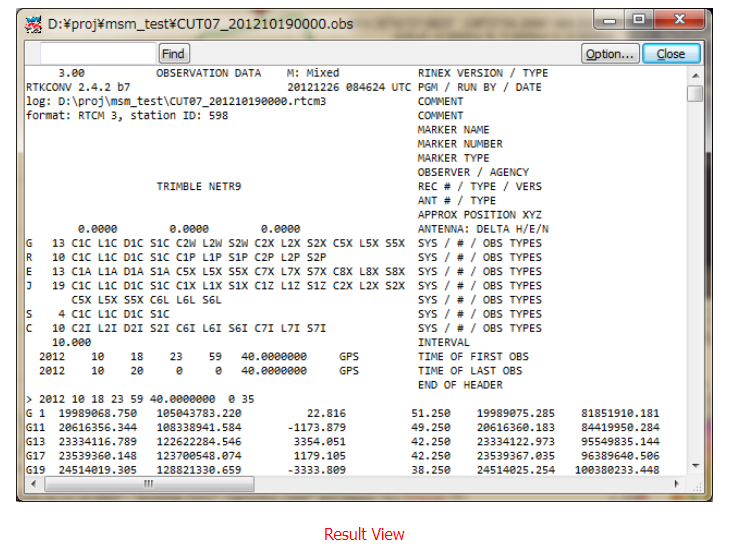 D:¥proj¥msm_test¥CUT07_201210190000.obs
Find Option... Close
3.00 OBSERVATION DATA M: Mixed RINEX VERSION / TYPE
RTKCONV 2.4.2 b7 20121226 084624 UTC PGM / RUN BY / DATE
log: D:\proj\msm_test\CUT07_201210190000.rtcm3 COMMENT
format: RTCM 3, station ID: 598 COMMENT
MARKER NAME
MARKER NUMBER
MARKER TYPE
OBSERVER / AGENCY
TRIMBLE NETR9 REC # / TYPE / VERS
ANT # / TYPE
APPROX POSITION XYZ
0.0000 0.0000 0.0000 ANTENNA: DELTA H/E/N
G 13 C1C L1C D1C S1C C2W L2W S2W C2X L2X S2X C5X L5X S5X SYS / # / OBS TYPES
R 10 C1C L1C D1C S1C C1P L1P S1P C2P L2P S2P SYS / # / OBS TYPES
E 13 C1A L1A D1A S1A C5X L5X S5X C7X L7X S7X C8X L8X S8X SYS / # / OBS TYPES
J 19 C1C L1C D1C S1C C1X L1X S1X C1Z L1Z S1Z C2X L2X S2X SYS / # / OBS TYPES
C5X L5X S5X C6L L6L S6L SYS / # / OBS TYPES
S 4 C1C L1C D1C S1C SYS / # / OBS TYPES
C 10 C2I L2I D2I S2I C6I L6I S6I C7I L7I S7I SYS / # / OBS TYPES
10.000 INTERVAL
2012 10 18 23 59 40.0000000 GPS TIME OF FIRST OBS
2012 10 20 0 0 40.0000000 GPS TIME OF LAST OBS
END OF HEADER
> 2012 10 18 23 59 40.0000000 0 35
G 1 19989068.750 105043783.220 22.816 51.250 19989075.285 81851910.181
G11 20616356.344 108338941.584 -1173.879 49.250 20616360.183 84419950.284
G13 23334116.789 122622284.546 3354.051 42.250 23334122.973 95549835.144
G17 23539360.148 123700548.074 1179.105 42.250 23539367.035 96389640.506
G19 24514019.305 128821330.659 -3333.809 38.250 24514025.254 100380233.448
Result View